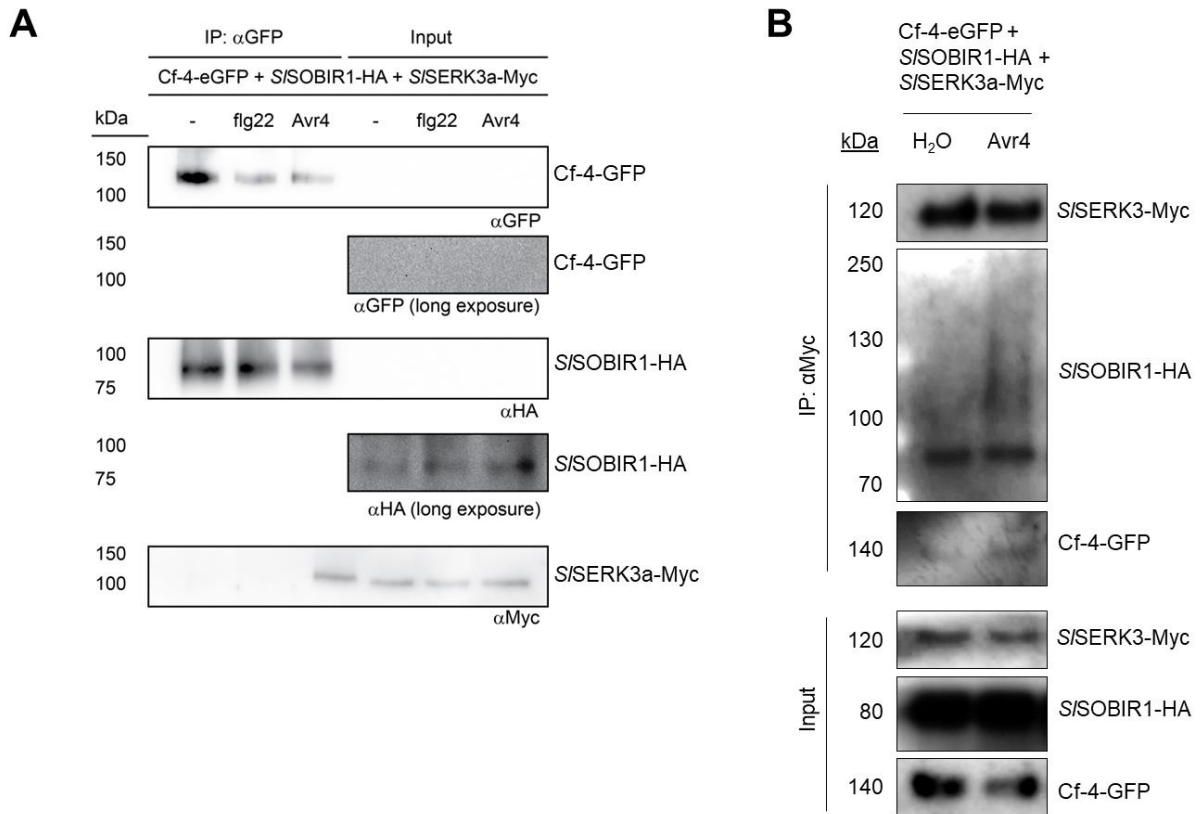 A
IP: αGFP Input
Cf-4-eGFP + SlSOBIR1-HA + SlSERK3a-Myc
kDa - flg22 Avr4 - flg22 Avr4
150
100
Cf-4-GFP
αGFP
150
100
Cf-4-GFP
αGFP (long exposure)
100
75
SlSOBIR1-HA
αHA
100
75
SlSOBIR1-HA
αHA (long exposure)
150
100
SlSERK3a-Myc
αMyc
B
Cf-4-eGFP +
SlSOBIR1-HA +
SlSERK3a-Myc
kDa H₂O Avr4
IP: αMyc
120 SlSERK3-Myc
250
130
SlSOBIR1-HA
100
70
140 Cf-4-GFP
Input
120 SlSERK3-Myc
80 SlSOBIR1-HA
140 Cf-4-GFP